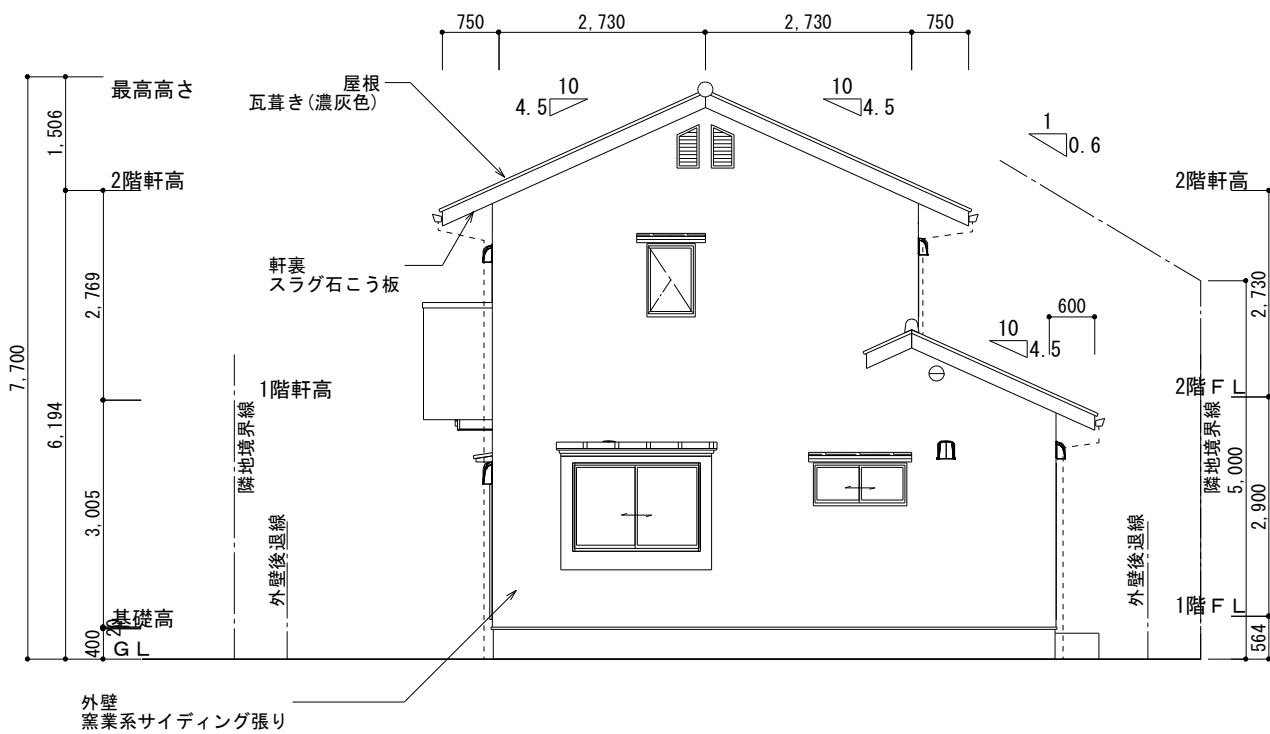 750
2,730
2,730
750
最高高さ
屋根
瓦葺き(濃灰色)
10
4.5
10
4.5
1
0.6
1,506
2階軒高
2階軒高
軒裏
スラグ石こう板
2,769
2,730
600
10
4.5
7,700
6,194
1階軒高
2階ＦＬ
隣地境界線
隣地境界線
5,000
3,005
2,900
外壁後退線
外壁後退線
基礎高
20
400
ＧＬ
1階ＦＬ
564
外壁
窯業系サイディング張り